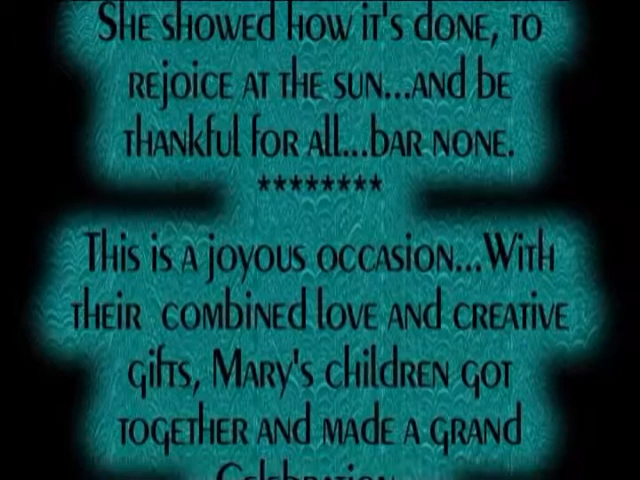 She showed how it's done, to
rejoice at the sun...and be
thankful for all...bar none.
********
This is a joyous occasion...With
their combined love and creative
gifts, Mary's children got
together and made a grand
Celebration